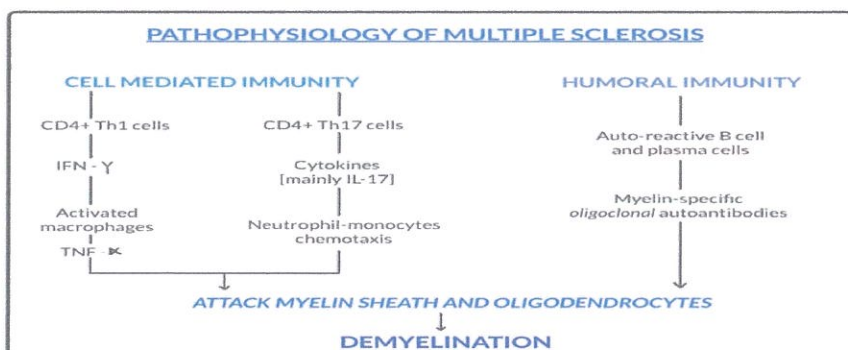 PATHOPHYSIOLOGY OF MULTIPLE SCLEROSIS
CELL MEDIATED IMMUNITY
CD4+ Th1 cells
IFN - γ
Activated
macrophages
TNF - α
CD4+ Th17 cells
Cytokines
[mainly IL-17]
Neutrophil-monocytes
chemotaxis
HUMORAL IMMUNITY
Auto-reactive B cell
and plasma cells
Myelin-specific
oligoclonal autoantibodies
ATTACK MYELIN SHEATH AND OLIGODENDROCYTES
DEMYELINATION